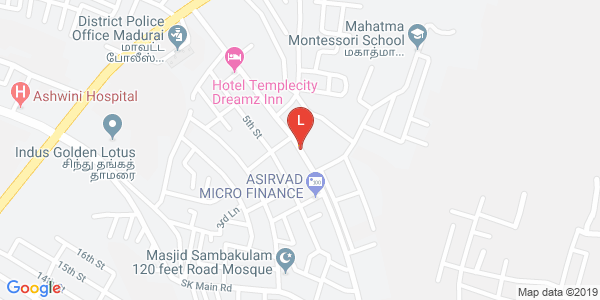 District Police
Office Madurai
மாவட்ட
போலீஸ்...
Mahatma
Montessori School
மகாத்மா...
Hotel Templecity
Dreamz Inn
H
Ashwini Hospital
L
5th St
Indus Golden Lotus
சிந்து தங்கத்
தாமரை
ASIRVAD
MICRO FINANCE
3rd Ln
Masjid Sambakulam
120 feet Road Mosque
16th St
15th St
14th St
SK Main Rd
Google
Map data ©2019